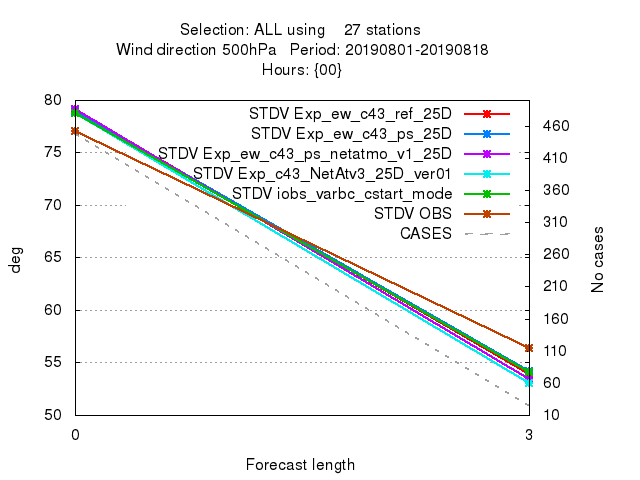 Selection: ALL using    27 stations
Wind direction 500hPa   Period: 20190801-20190818
Hours: {00}
80
75
70
65
60
55
50
deg
460
410
360
310
260
210
160
110
60
10
No cases
STDV Exp_ew_c43_ref_25D
STDV Exp_ew_c43_ps_25D
STDV Exp_ew_c43_ps_netatmo_v1_25D
STDV Exp_c43_NetAtv3_25D_ver01
STDV iobs_varbc_cstart_mode
STDV OBS
CASES
0
3
Forecast length